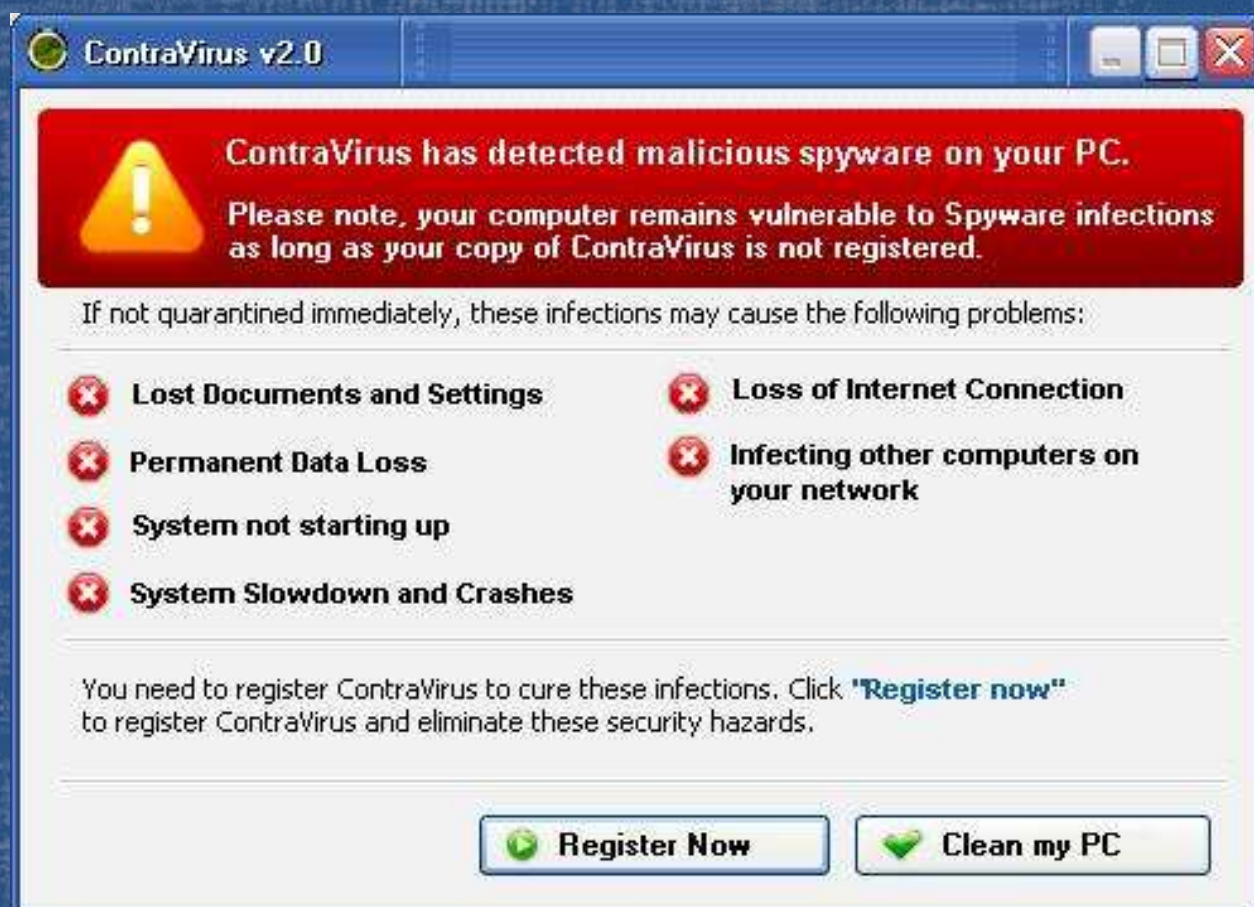 ContraVirus v2.0
ContraVirus has detected malicious spyware on your PC.
Please note, your computer remains vulnerable to Spyware infections
as long as your copy of ContraVirus is not registered.
If not quarantined immediately, these infections may cause the following problems:
Lost Documents and Settings
Permanent Data Loss
System not starting up
System Slowdown and Crashes
Loss of Internet Connection
Infecting other computers on
your network
You need to register ContraVirus to cure these infections. Click "Register now"
to register ContraVirus and eliminate these security hazards.
Register Now
Clean my PC